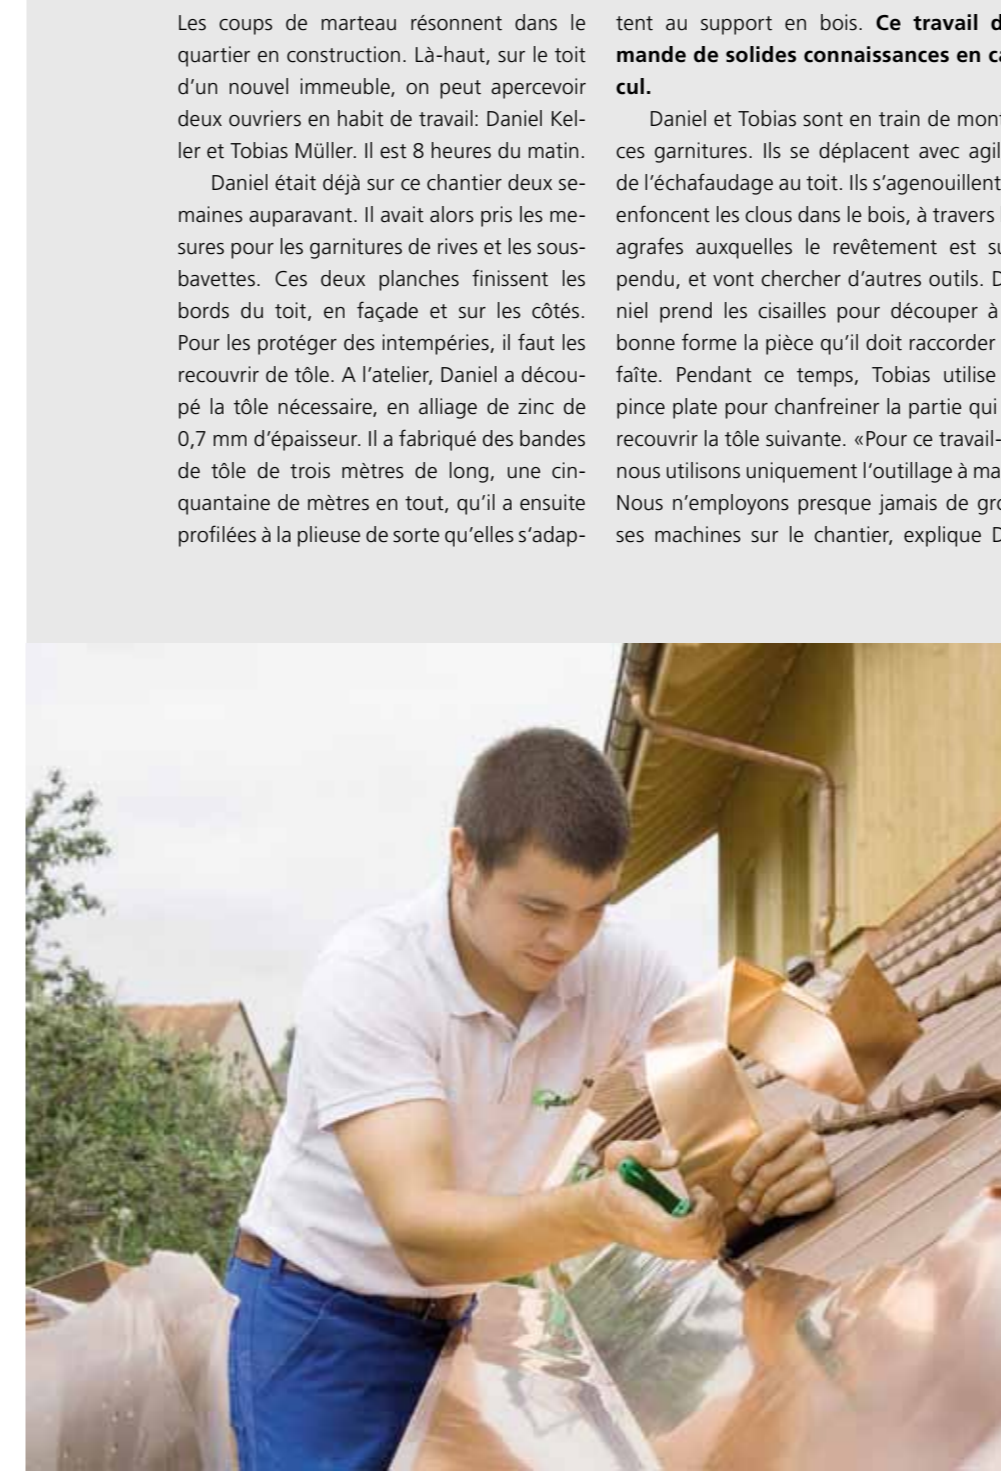 Les coups de marteau résonnent dans le
quartier en construction. Là-haut, sur le toit
d’un nouvel immeuble, on peut apercevoir
deux ouvriers en habit de travail: Daniel Kel-
ler et Tobias Müller. Il est 8 heures du matin.
Daniel était déjà sur ce chantier deux se-
maines auparavant. Il avait alors pris les me-
sures pour les garnitures de rives et les sous-
bavettes. Ces deux planches finissent les
bords du toit, en façade et sur les côtés.
Pour les protéger des intempéries, il faut les
recouvrir de tôle. A l’atelier, Daniel a décou-
pé la tôle nécessaire, en alliage de zinc de
0,7 mm d’épaisseur. Il a fabriqué des bandes
de tôle de trois mètres de long, une cin-
quantaine de mètres en tout, qu’il a ensuite
profilées à la plieuse de sorte qu’elles s’adap-
tent au support en bois. Ce travail d
mande de solides connaissances en ca
cul.
Daniel et Tobias sont en train de mont
ces garnitures. Ils se déplacent avec agil
de l’échafaudage au toit. Ils s’agenouillent
enfoncent les clous dans le bois, à travers
agrafes auxquelles le revêtement est su
pendu, et vont chercher d’autres outils. D
niel prend les cisailles pour découper à
bonne forme la pièce qu’il doit raccorder
faîte. Pendant ce temps, Tobias utilise
pince plate pour chanfreiner la partie qui
recouvrir la tôle suivante. «Pour ce travail-
nous utilisons uniquement l’outillage à ma
Nous n’employons presque jamais de gro
ses machines sur le chantier, explique D